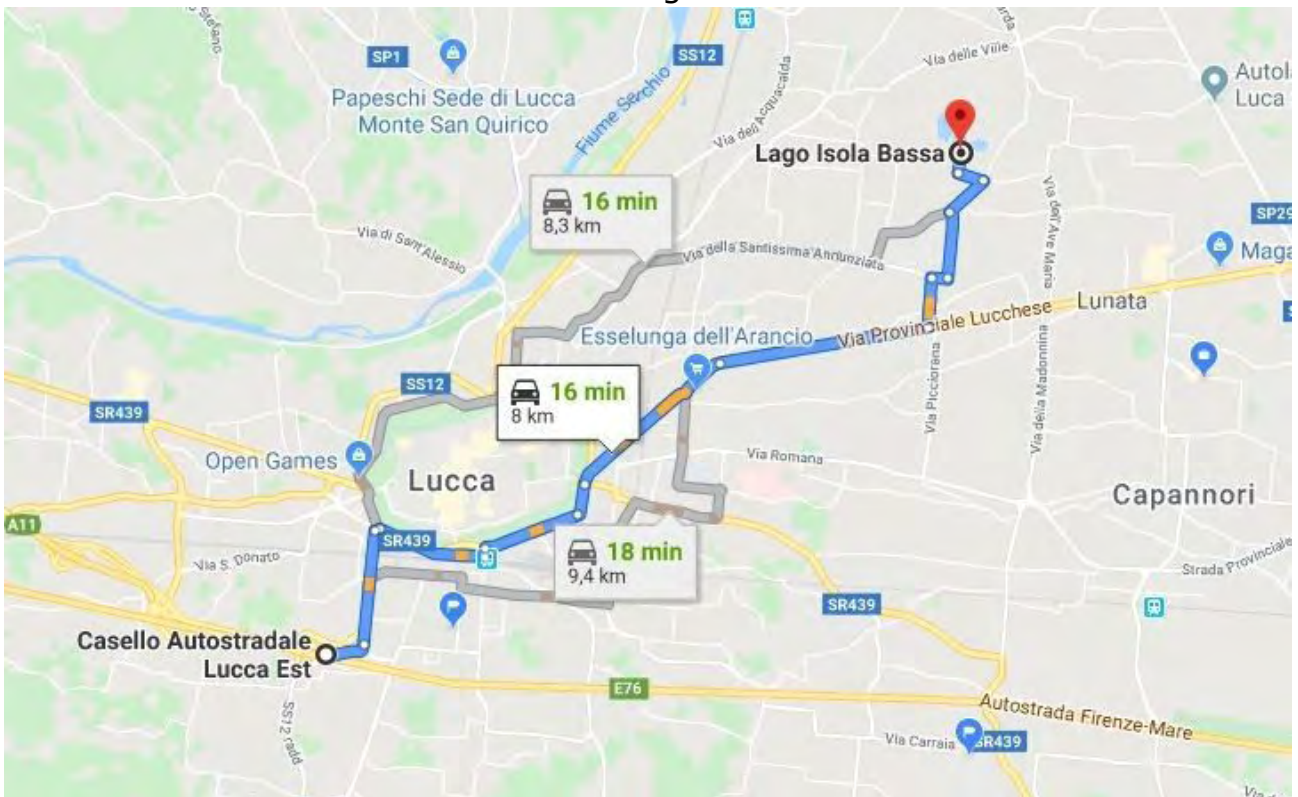 SP1
SS12
Via delle Ville
Autol
Luca
Papeschi Sede di Lucca
Monte San Quirico
Fiume Serchio
Via dell'Acquacalda
Lago Isola Bassa
16 min
8,3 km
Via dell'Ave Maria
SP29
Via di Sant'Alessio
Via della Santissima Annunziata
Maga
Esselunga dell'Arancio
Via Provinciale Lucchese
Lunata
SS12
16 min
8 km
SR439
Via Picciorana
Via della Madonnina
Open Games
Lucca
Via Romana
Capannori
A11
SR439
Via S. Donato
18 min
9,4 km
Strada Provinciale
SR439
Casello Autostradale
Lucca Est
E76
Autostrada Firenze-Mare
SS12 radd
Via Carraia
SR439